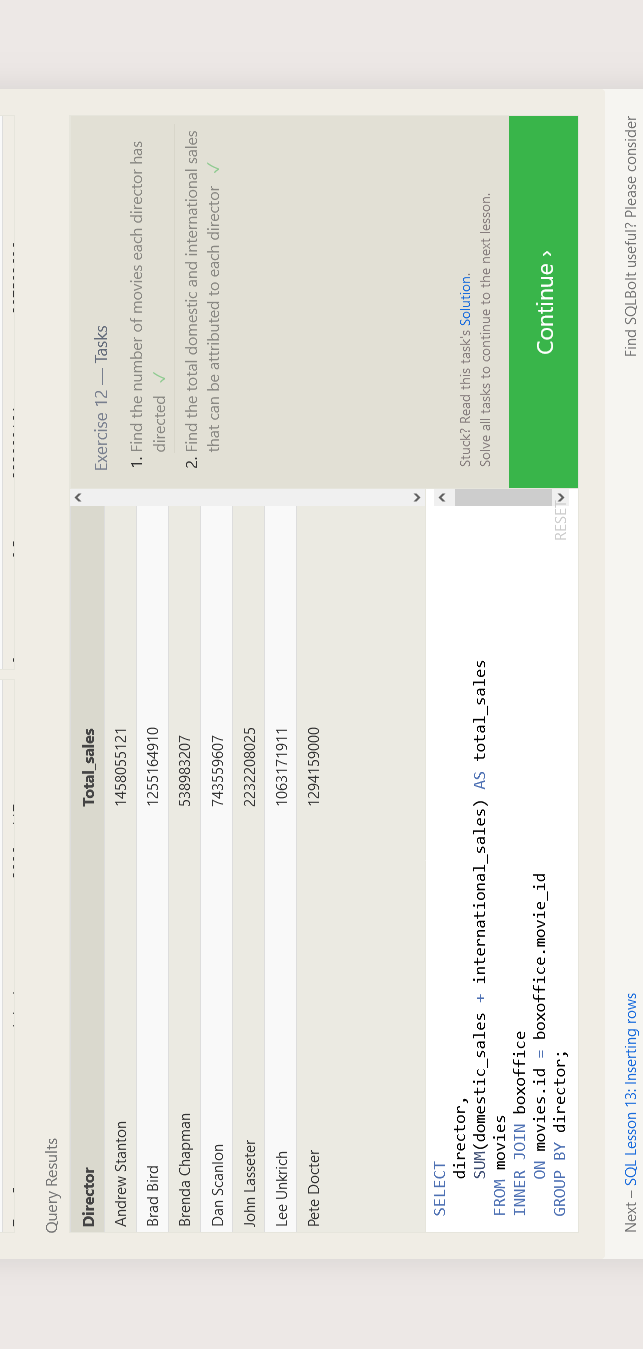 Query Results
Director Total_sales
Andrew Stanton 1458055121
Brad Bird 1255164910
Brenda Chapman 538983207
Dan Scanlon 743559607
John Lasseter 2232208025
Lee Unkrich 1063171911
Pete Docter 1294159000
Exercise 12 — Tasks
1. Find the number of movies each director has
directed ✓
2. Find the total domestic and international sales
that can be attributed to each director ✓
SELECT
director,
SUM(domestic_sales + international_sales) AS total_sales
FROM movies
INNER JOIN boxoffice
ON movies.id = boxoffice.movie_id
GROUP BY director;
RESET
Stuck? Read this task's Solution.
Solve all tasks to continue to the next lesson.
Continue ›
Next – SQL Lesson 13: Inserting rows
Find SQLBolt useful? Please consider